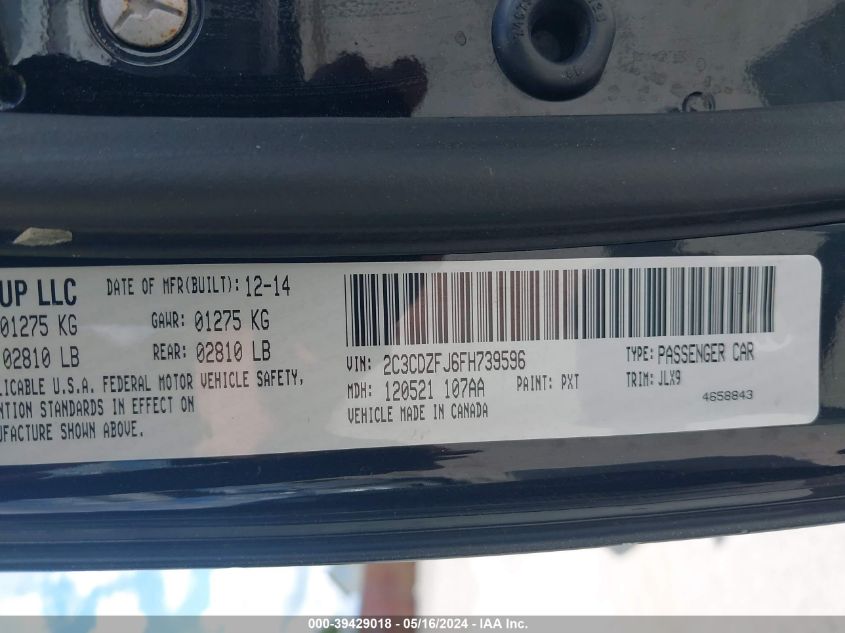 UP LLC
DATE OF MFR(BUILT): 12-14
01275 KG
GAWR: 01275 KG
02810 LB
REAR: 02810 LB
LICABLE U.S.A. FEDERAL MOTOR VEHICLE SAFETY,
NTION STANDARDS IN EFFECT ON
UFACTURE SHOWN ABOVE.
VIN: 2C3CDZFJ6FH739596
TYPE: PASSENGER CAR
MDH: 120521 107AA
PAINT: PXT
TRIM: JLX9
VEHICLE MADE IN CANADA
4658843
000-39429018 - 05/16/2024 - IAA Inc.